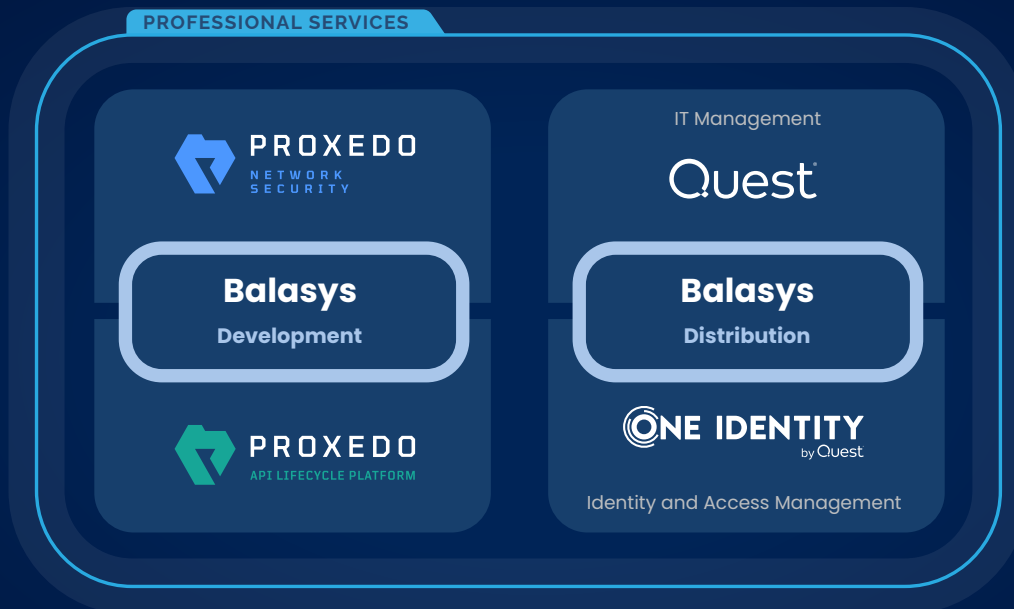 PROFESSIONAL SERVICES
PROXEDO
NETWORK
SECURITY
Balasys
Development
PROXEDO
API LIFECYCLE PLATFORM
IT Management
Quest
Balasys
Distribution
ONE IDENTITY
by Quest
Identity and Access Management